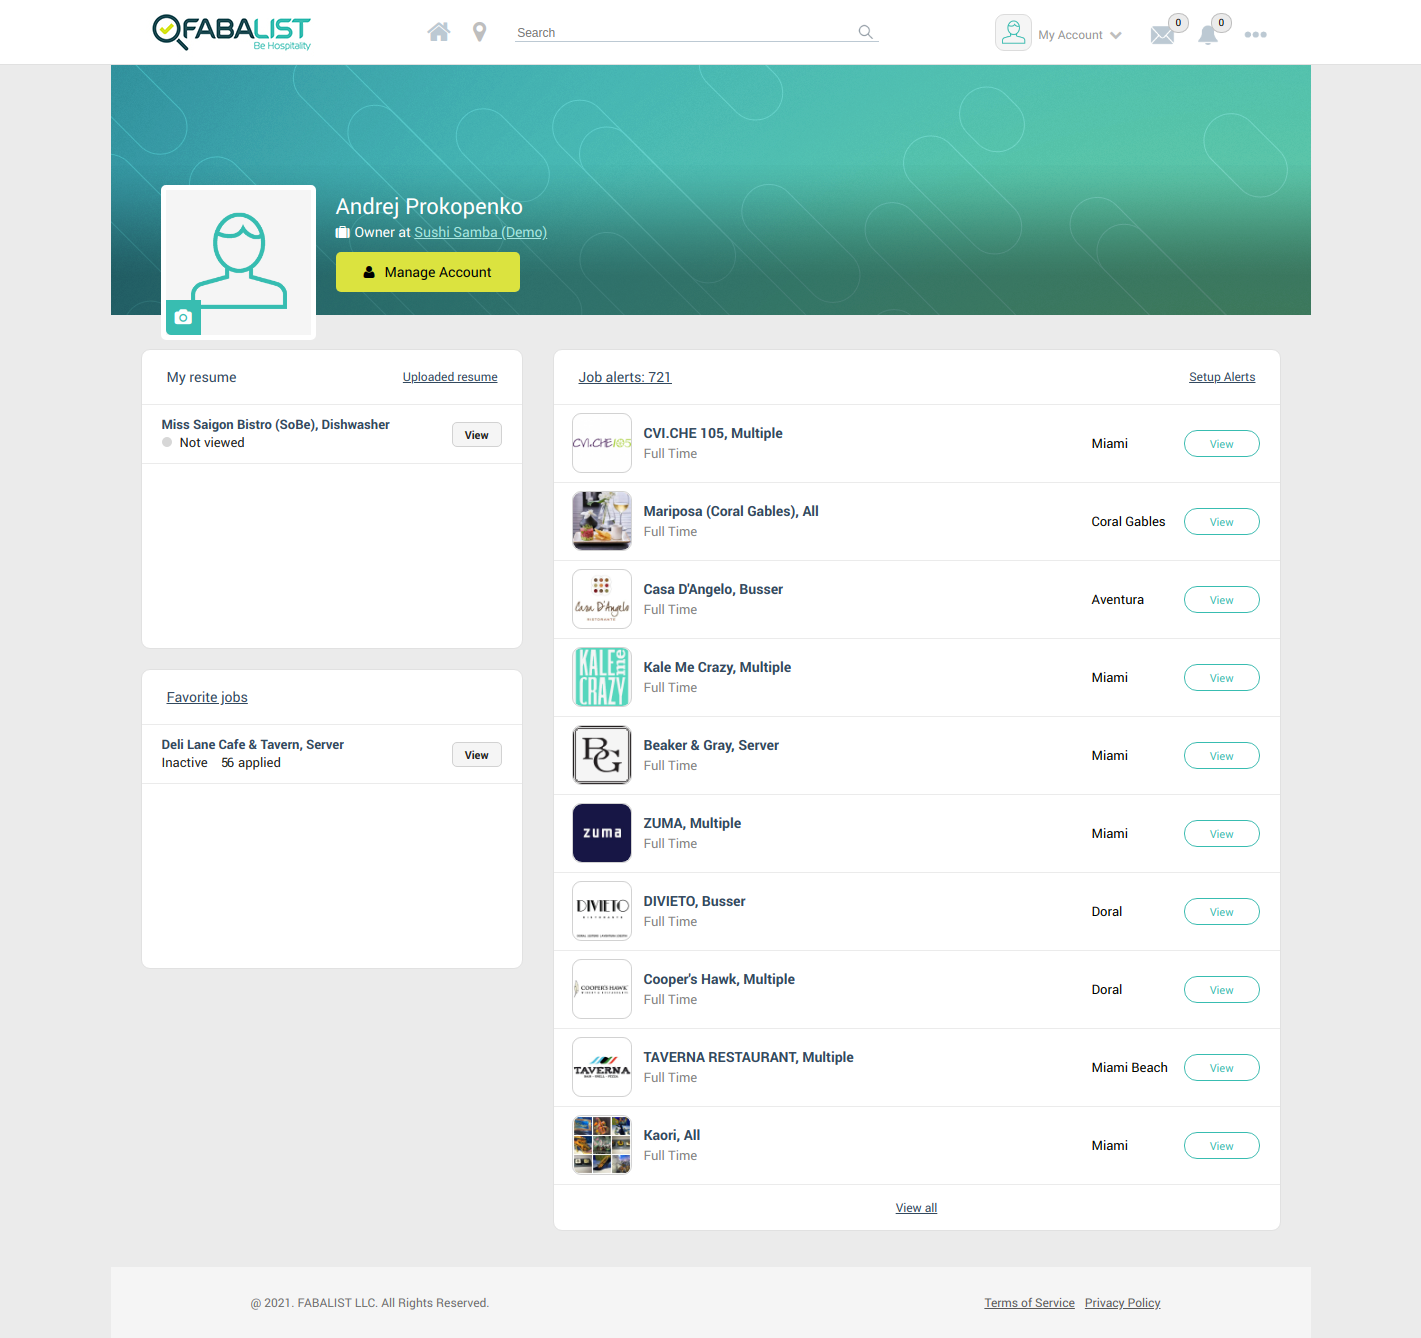 FABALIST
Be Hospitality
Search
My Account
0
0
Andrej Prokopenko
Owner at Sushi Samba (Demo)
Manage Account
My resume
Uploaded resume
Miss Saigon Bistro (SoBe), Dishwasher
Not viewed
View
Favorite jobs
Deli Lane Cafe & Tavern, Server
Inactive 56 applied
View
Job alerts: 721
Setup Alerts
CVI.CHE 105
CVI.CHE 105, Multiple
Full Time
Miami
View
Mariposa (Coral Gables), All
Full Time
Coral Gables
View
Casa D'Angelo
RISTORANTE
Casa D'Angelo, Busser
Full Time
Aventura
View
KALE me
CRAZY
Kale Me Crazy, Multiple
Full Time
Miami
View
BG
Beaker & Gray, Server
Full Time
Miami
View
zuma
ZUMA, Multiple
Full Time
Miami
View
DIVIETO
RISTORANTE
DIVIETO, Busser
Full Time
Doral
View
COOPER'S HAWK
Cooper's Hawk, Multiple
Full Time
Doral
View
TAVERNA
TAVERNA RESTAURANT, Multiple
Full Time
Miami Beach
View
Kaori, All
Full Time
Miami
View
View all
@ 2021. FABALIST LLC. All Rights Reserved.
Terms of Service Privacy Policy